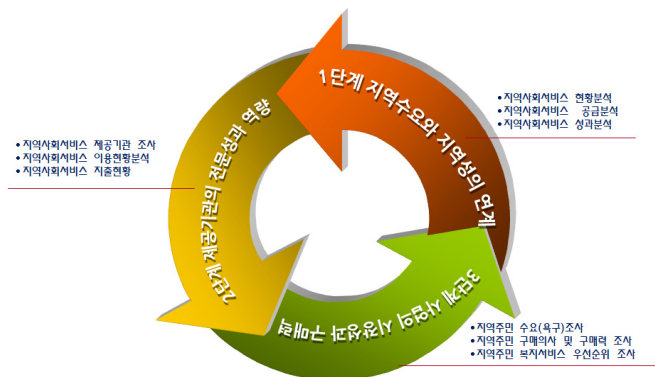 1단계 지역수요와 지역성의 연계
• 지역사회서비스 현황분석
• 지역사회서비스 공급분석
• 지역사회서비스 성과분석
2단계 제공기관의 전문성과 역량
• 지역사회서비스 제공기관 조사
• 지역사회서비스 이용현황분석
• 지역사회서비스 지출현황
3단계 사업의 시장성과 구매력
• 지역주민 수요(욕구)조사
• 지역주민 구매의사 및 구매력 조사
• 지역주민 복지서비스 우선순위 조사